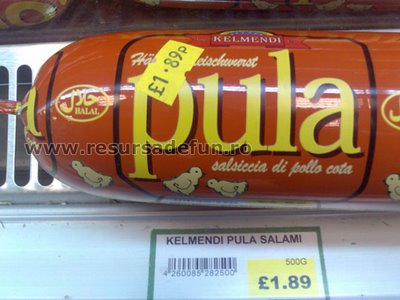 KELMENDI
pula
salsiccia di pollo cota
£1.89p
حلال
HALAL
www.resursadefun.ro
KELMENDI PULA SALAMI
4 260085 282500
500G
£1.89